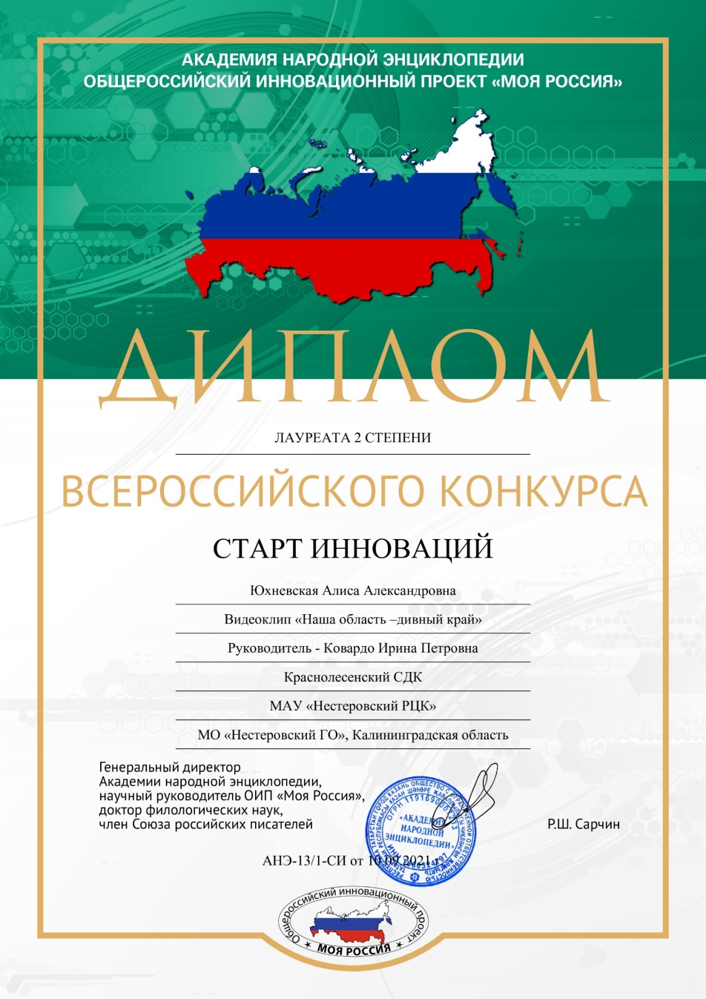 АКАДЕМИЯ НАРОДНОЙ ЭНЦИКЛОПЕДИИ
ОБЩЕРОССИЙСКИЙ ИННОВАЦИОННЫЙ ПРОЕКТ «МОЯ РОССИЯ»
ДИПЛОМ
ЛАУРЕАТА 2 СТЕПЕНИ
ВСЕРОССИЙСКОГО КОНКУРСА
СТАРТ ИННОВАЦИЙ
Юхневская Алиса Александровна
Видеоклип «Наша область –дивный край»
Руководитель - Ковардо Ирина Петровна
Краснолесенский СДК
МАУ «Нестеровский РЦК»
МО «Нестеровский ГО», Калининградская область
Генеральный директор
Академии народной энциклопедии,
научный руководитель ОИП «Моя Россия»,
доктор филологических наук,
член Союза российских писателей
Р.Ш. Сарчин
«АКАДЕМИЯ
НАРОДНОЙ
ЭНЦИКЛОПЕДИИ»
АНЭ-13/1-СИ от 10.09.2021 г.
Общероссийский инновационный проект
МОЯ РОССИЯ